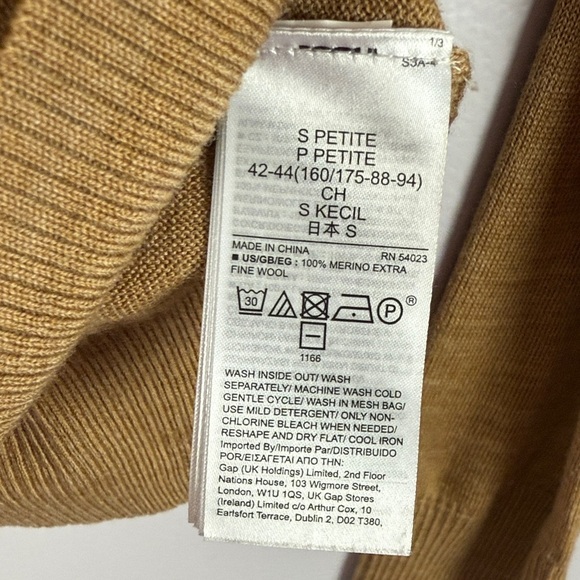 1/3
S3A-4
S PETITE
P PETITE
42-44(160/175-88-94)
CH
S KECIL
日本 S
MADE IN CHINA RN 54023
■ US/GB/EG : 100% MERINO EXTRA
FINE WOOL
30 P ®
1166
WASH INSIDE OUT/ WASH
SEPARATELY/ MACHINE WASH COLD
GENTLE CYCLE/ WASH IN MESH BAG/
USE MILD DETERGENT/ ONLY NON-
CHLORINE BLEACH WHEN NEEDED/
RESHAPE AND DRY FLAT/ COOL IRON
Imported By/Importe Par/DISTRIBUIDO
POR/ΕΙΣΑΓΕΤΑΙ ΑΠΟ ΤΗΝ:
Gap (UK Holdings) Limited, 2nd Floor
Nations House, 103 Wigmore Street,
London, W1U 1QS, UK Gap Stores
(Ireland) Limited c/o Arthur Cox, 10
Earlsfort Terrace, Dublin 2, D02 T380,